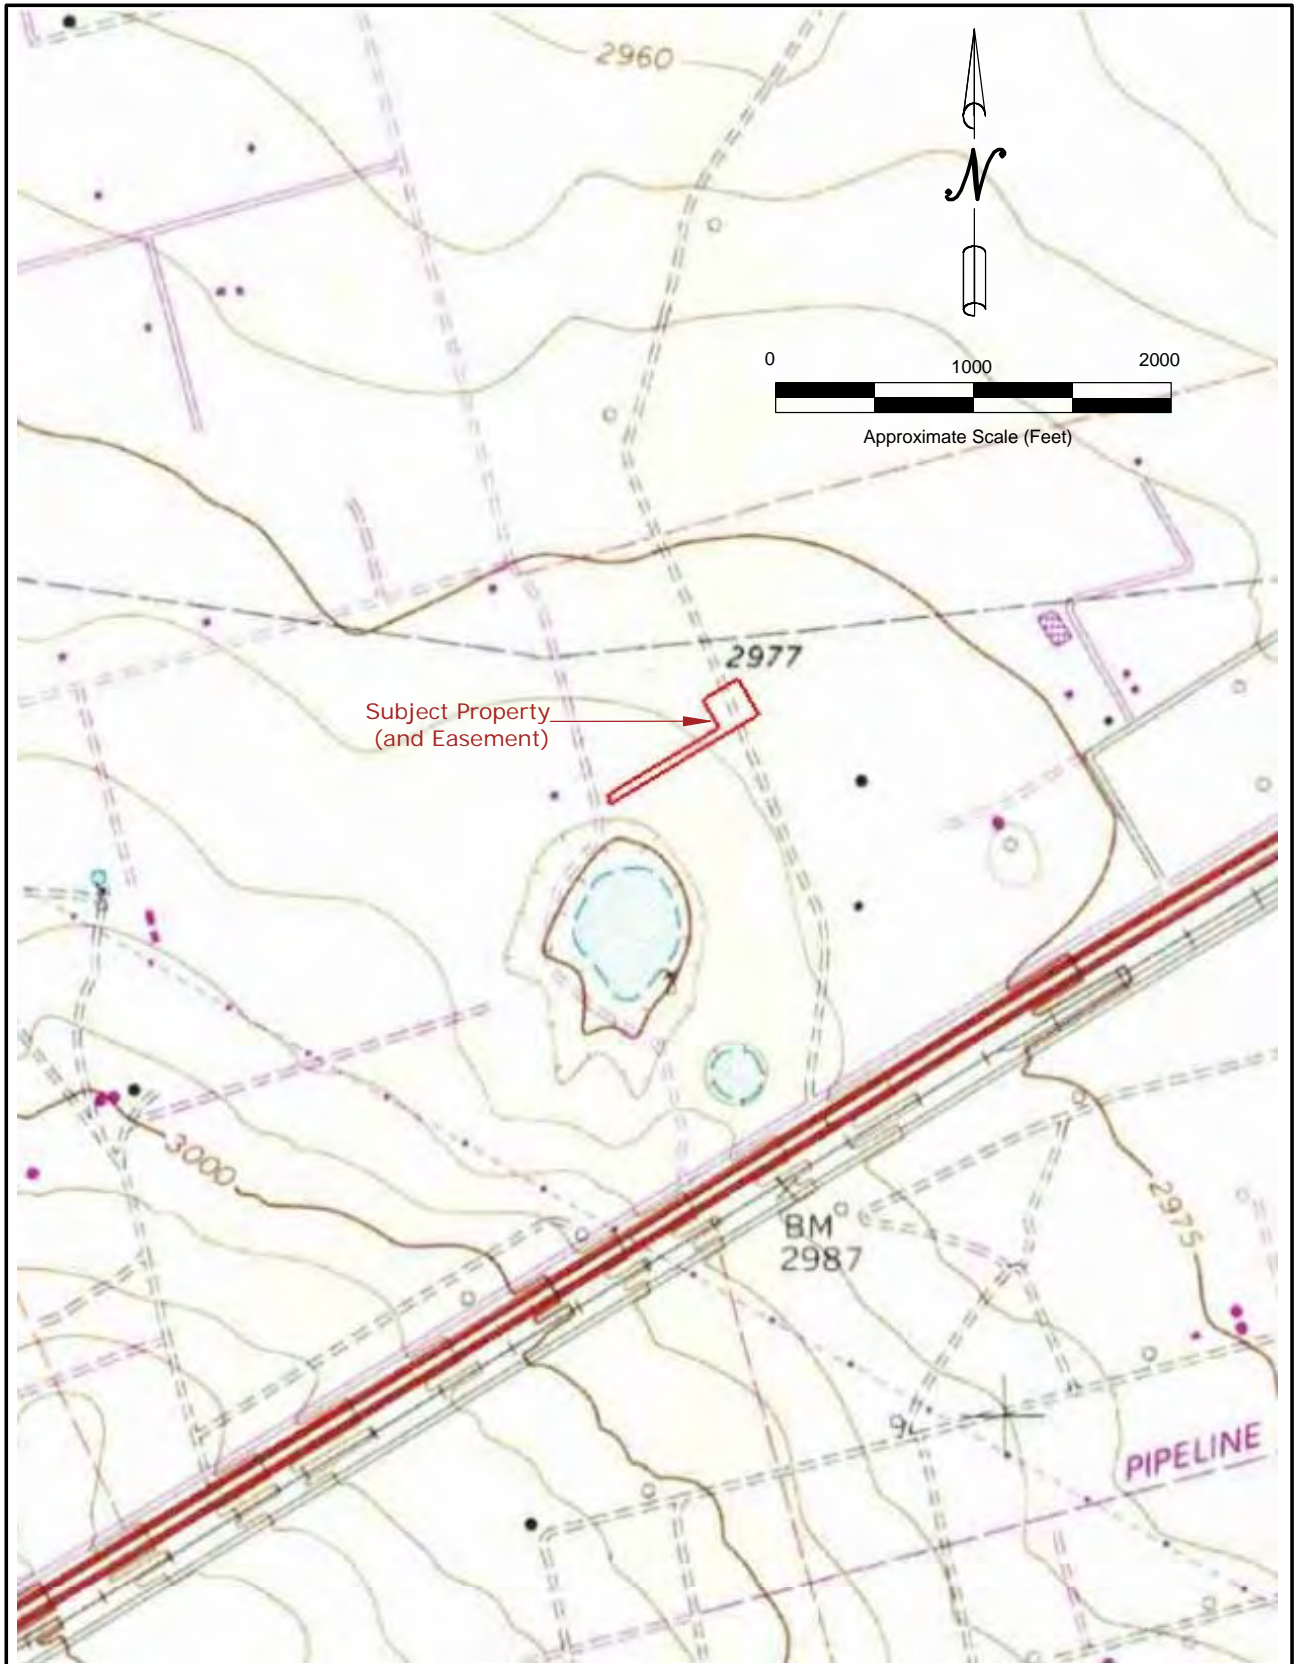 2960
N
0 1000 2000
Approximate Scale (Feet)
2977
Subject Property
(and Easement)
3000
BM
2987
2975
PIPELINE